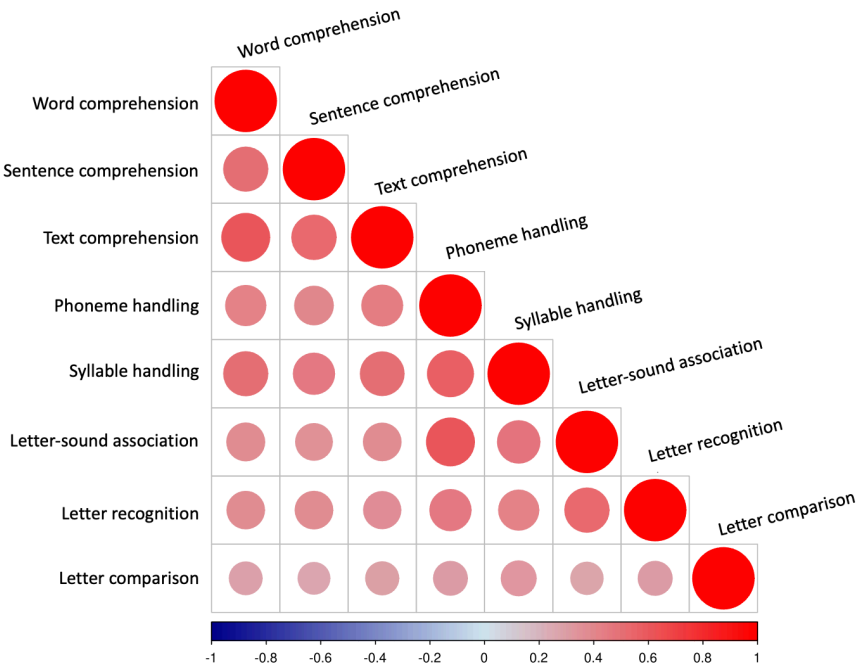 Word comprehension
Word comprehension
Sentence comprehension
Sentence comprehension
Text comprehension
Text comprehension
Phoneme handling
Phoneme handling
Syllable handling
Syllable handling
Letter-sound association
Letter-sound association
Letter recognition
Letter recognition
Letter comparison
Letter comparison
-1 -0.8 -0.6 -0.4 -0.2 0 0.2 0.4 0.6 0.8 1